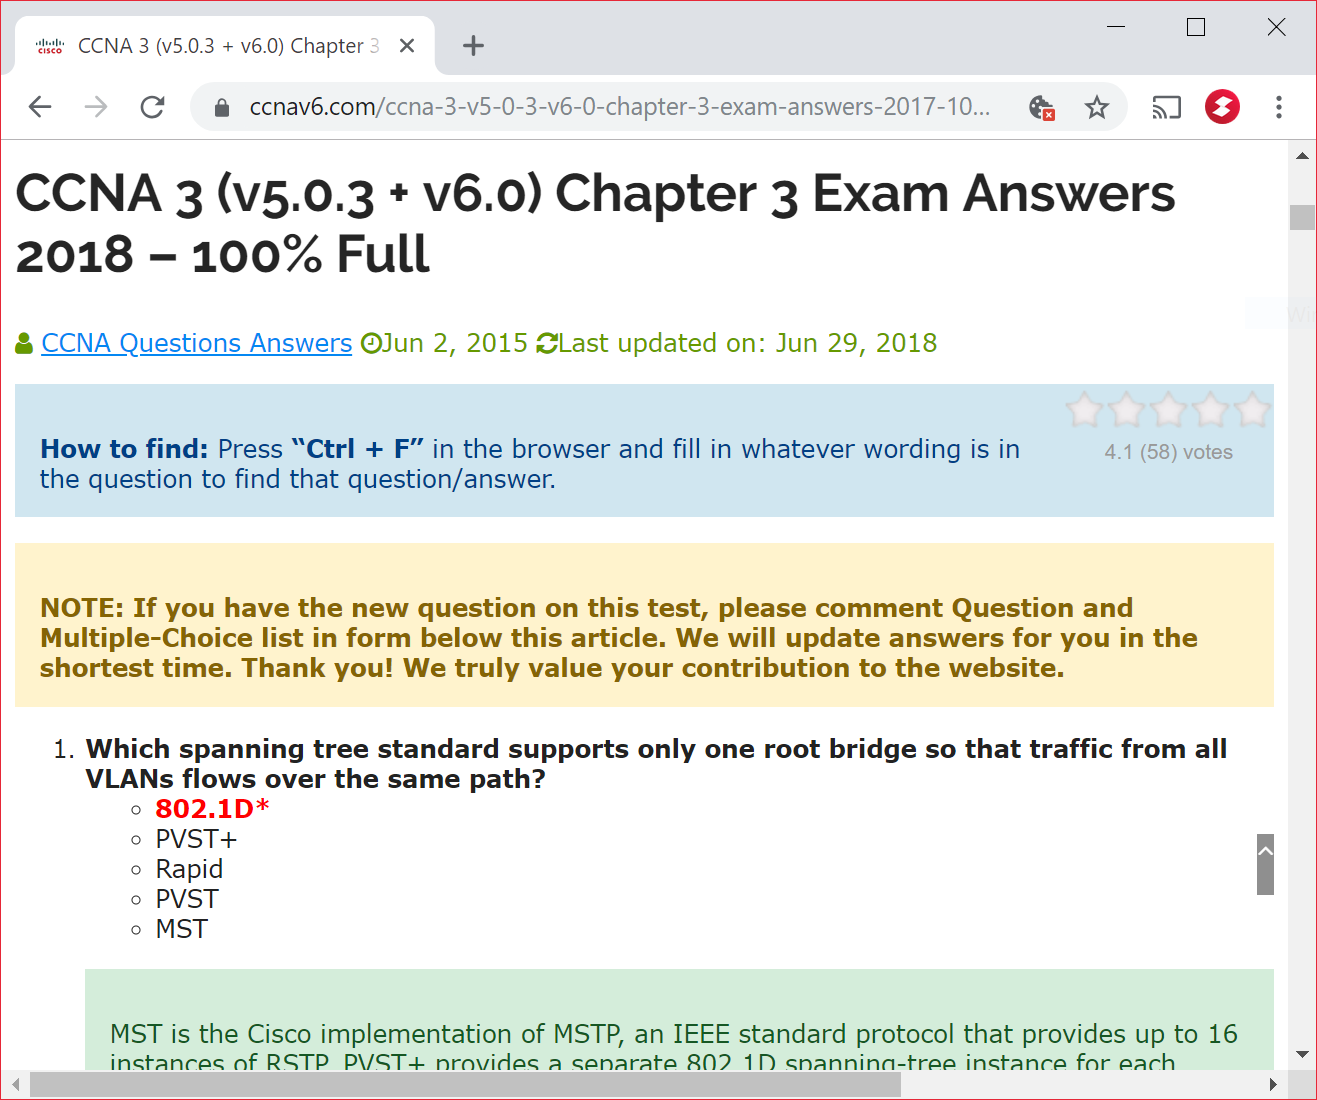 CISCO
CCNA 3 (v5.0.3 + v6.0) Chapter 3
ccnav6.com/ccna-3-v5-0-3-v6-0-chapter-3-exam-answers-2017-10...
CCNA 3 (v5.0.3 + v6.0) Chapter 3 Exam Answers
2018 – 100% Full
CCNA Questions Answers Jun 2, 2015 Last updated on: Jun 29, 2018
How to find: Press “Ctrl + F” in the browser and fill in whatever wording is in
the question to find that question/answer.
4.1 (58) votes
NOTE: If you have the new question on this test, please comment Question and
Multiple-Choice list in form below this article. We will update answers for you in the
shortest time. Thank you! We truly value your contribution to the website.
1. Which spanning tree standard supports only one root bridge so that traffic from all
VLANs flows over the same path?
802.1D*
PVST+
Rapid
PVST
MST
MST is the Cisco implementation of MSTP, an IEEE standard protocol that provides up to 16
instances of RSTP. PVST+ provides a separate 802.1D spanning-tree instance for each